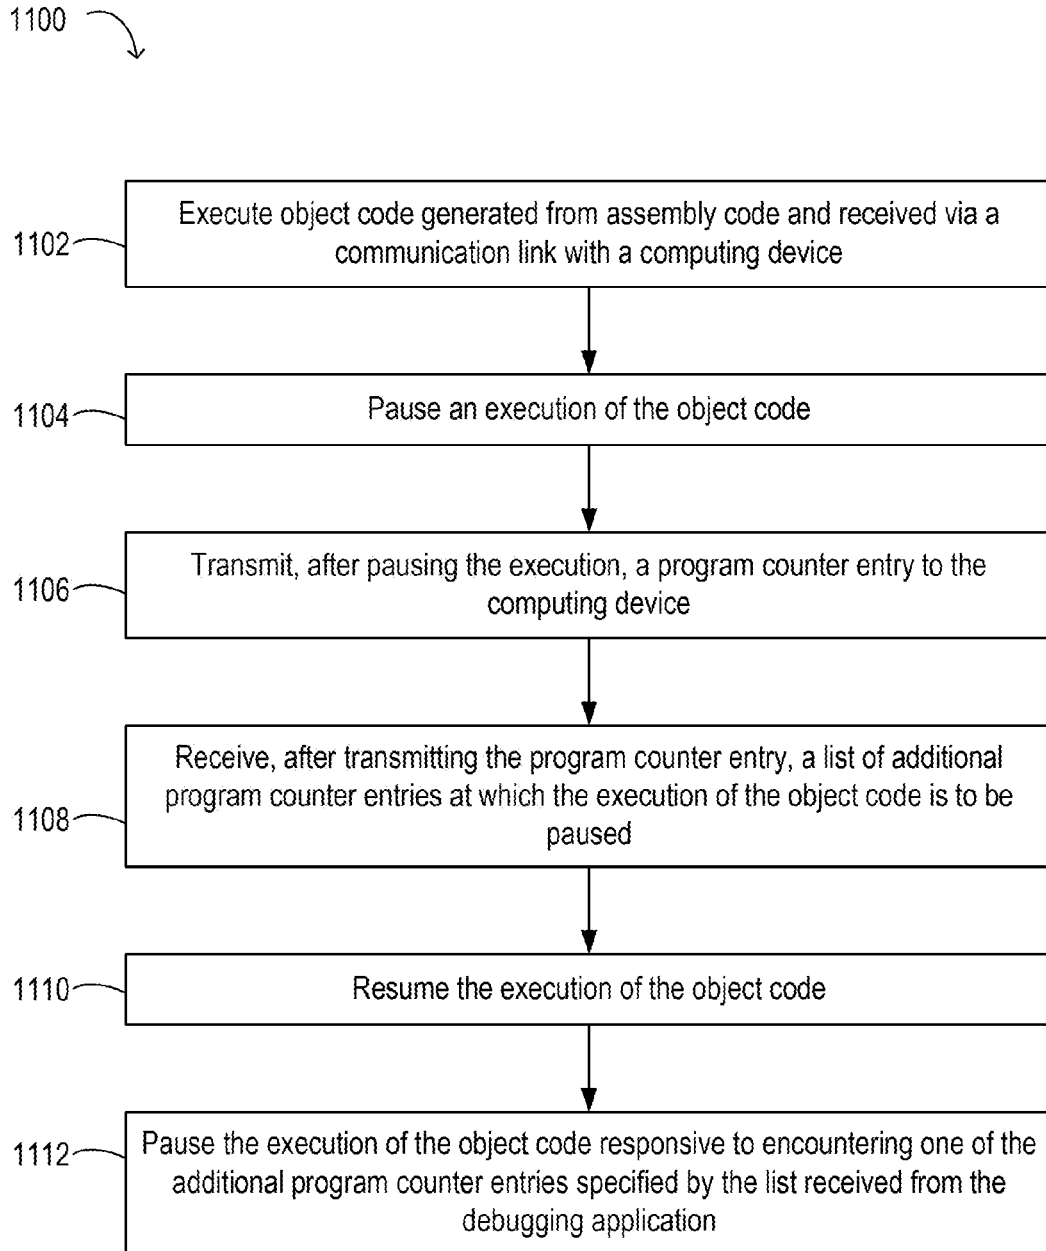 1100
1102
Execute object code generated from assembly code and received via a
communication link with a computing device
1104
Pause an execution of the object code
1106
Transmit, after pausing the execution, a program counter entry to the
computing device
1108
Receive, after transmitting the program counter entry, a list of additional
program counter entries at which the execution of the object code is to be
paused
1110
Resume the execution of the object code
1112
Pause the execution of the object code responsive to encountering one of the
additional program counter entries specified by the list received from the
debugging application